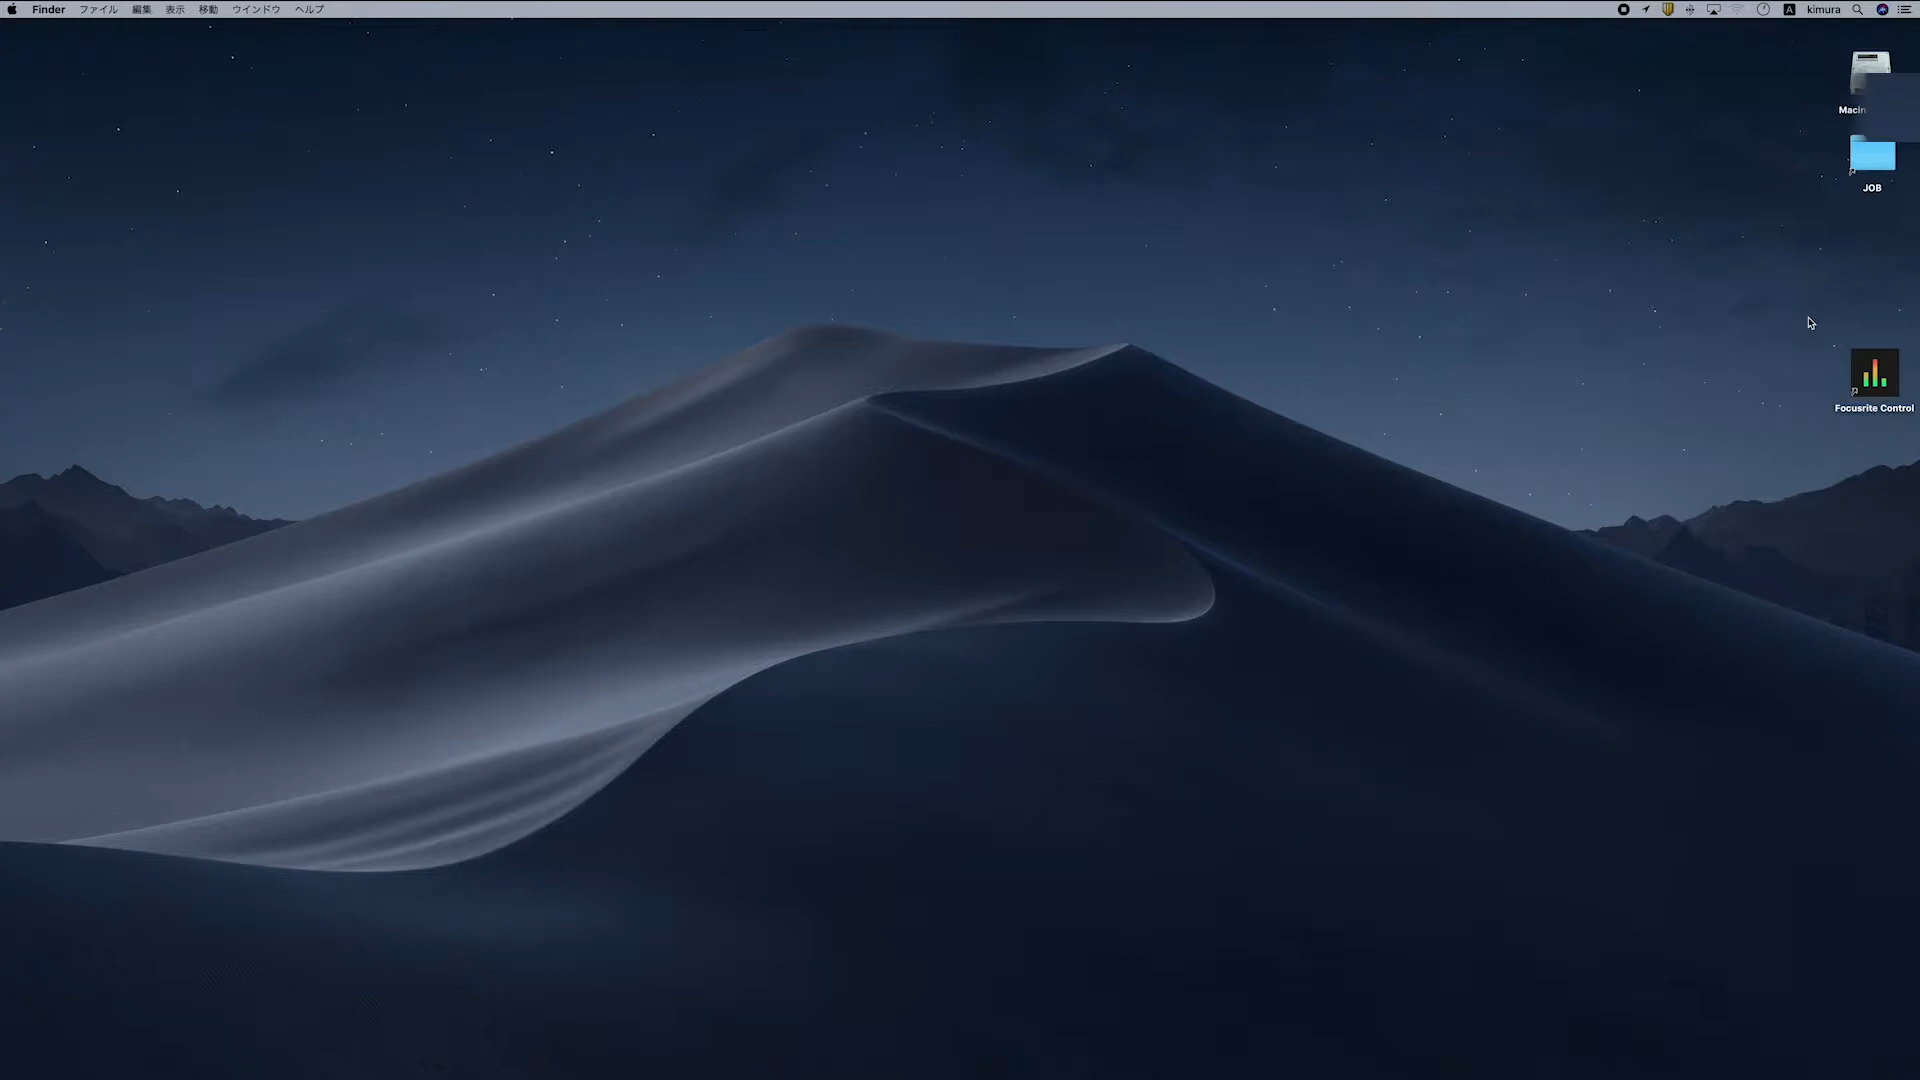 Finder ファイル 編集 表示 移動 ウインドウ ヘルプ A kimura
Macin
JOB
Focusrite Control